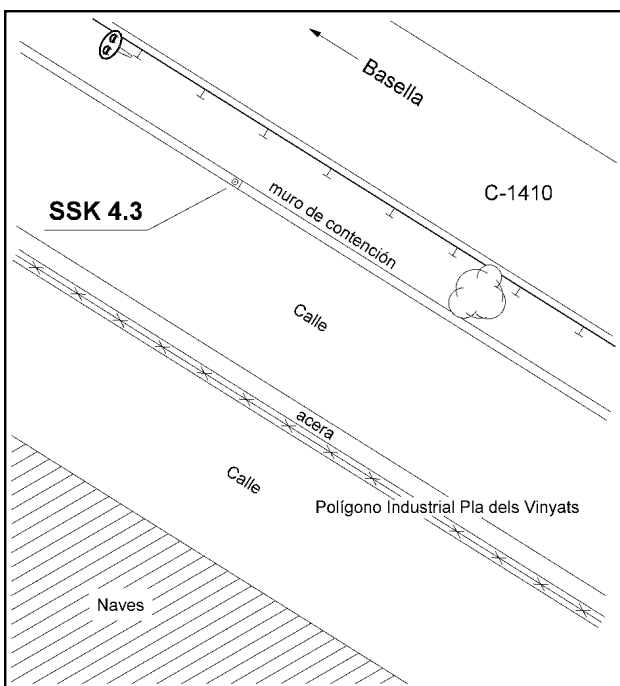 Basella
C-1410
SSK 4.3
muro de contención
Calle
acera
Calle
Polígono Industrial Pla dels Vinyats
Naves